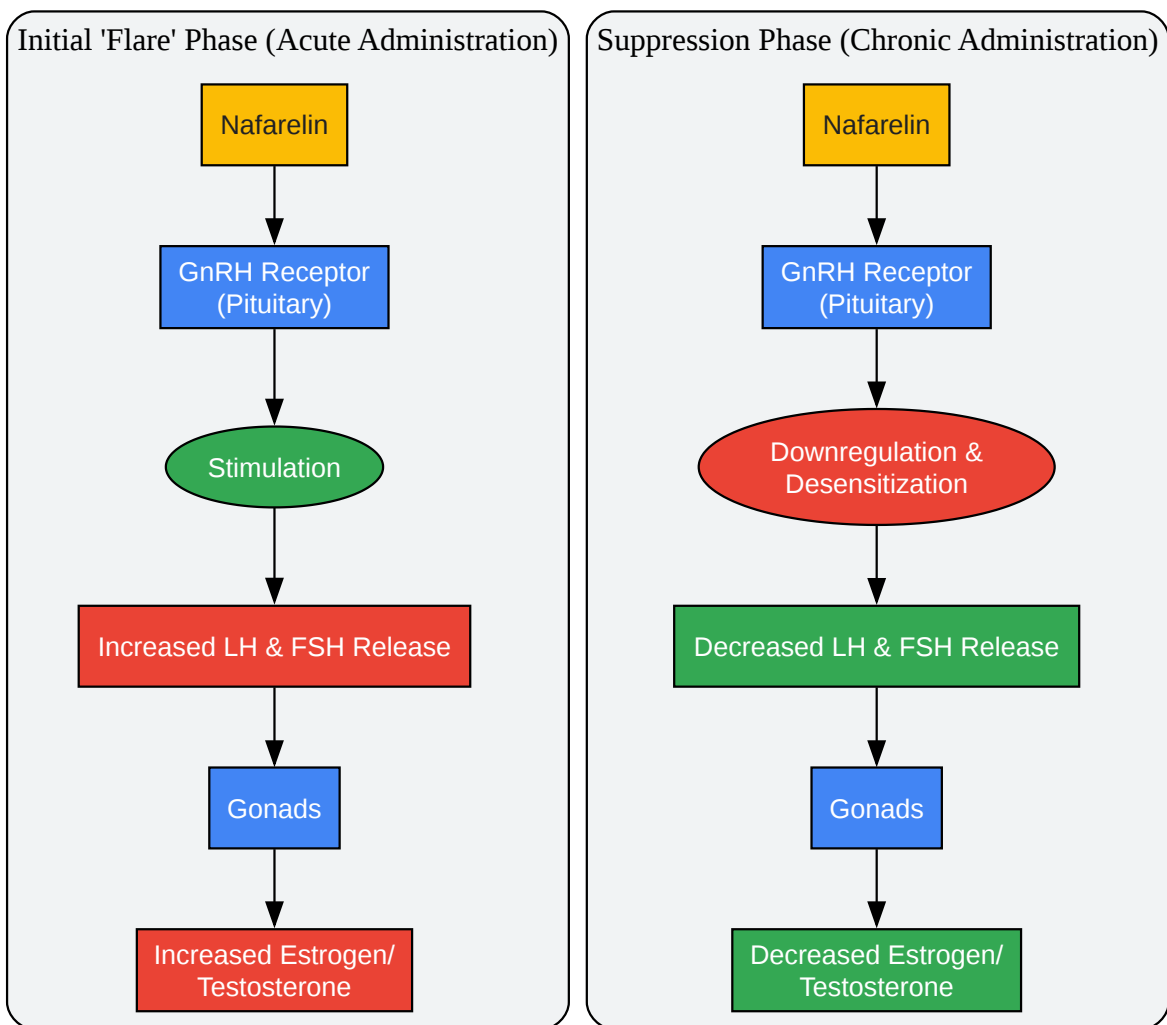 Initial 'Flare' Phase (Acute Administration)
Nafarelin
GnRH Receptor
(Pituitary)
Stimulation
Increased LH & FSH Release
Gonads
Increased Estrogen/
Testosterone
Suppression Phase (Chronic Administration)
Nafarelin
GnRH Receptor
(Pituitary)
Downregulation &
Desensitization
Decreased LH & FSH Release
Gonads
Decreased Estrogen/
Testosterone